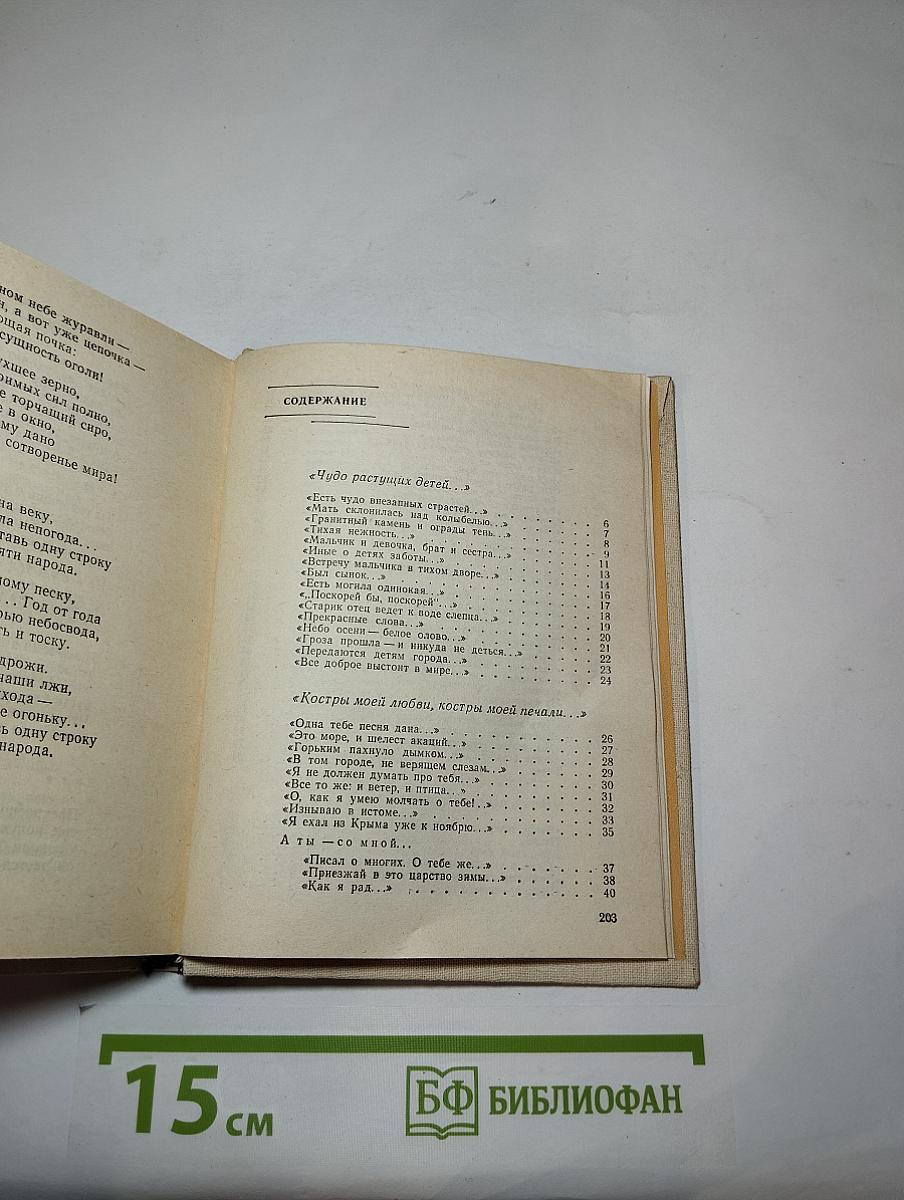 ном небе журавли —
а вот уже цепочка —
ющая почка:
сущность оголи!
ухшее зерно,
римых сил полно,
е торчащий сиро,
е в окно,
му дано
сотворенье мира!
на веку,
ла непогода...
тавь одну строку
яти народа.
ному песку,
... Год от года
рью небосвода,
ть и тоску.
дрожи.
наши лжи,
хода —
е огоньку...
ь одну строку
народа.
СОДЕРЖАНИЕ
«Чудо растущих детей...»
«Есть чудо внезапных страстей...» 6
«Мать склонилась над колыбелью...» 7
«Гранитный камень и ограды тень...» 8
«Тихая нежность...» 9
«Мальчик и девочка, брат и сестра...» 11
«Иные о детях заботы...» 13
«Встречу мальчика в тихом дворе...» 14
«Был сынок...» 16
«Есть могила одинокая...» 17
«„Поскорей бы, поскорей"...» 18
«Старик отец ведет к воде слепца...» 19
«Прекрасные слова...» 20
«Небо осени — белое олово...» 21
«Гроза прошла — и никуда не деться...» 22
«Передаются детям города...» 23
«Все доброе выстоит в мире...» 24
«Костры моей любви, костры моей печали...»
«Одна тебе песня дана...» 26
«Это море, и шелест акаций...» 27
«Горьким пахнуло дымком...» 28
«В том городе, не верящем слезам...» 29
«Я не должен думать про тебя...» 30
«Все то же: и ветер, и птица...» 31
«О, как я умею молчать о тебе!..» 32
«Изнываю в истоме...» 33
«Я ехал из Крыма уже к ноябрю...» 35
А ты — со мной...
«Писал о многих. О тебе же...» 37
«Приезжай в это царство зимы...» 38
«Как я рад...» 40
203
15 см
БФ БИБЛИОФАН